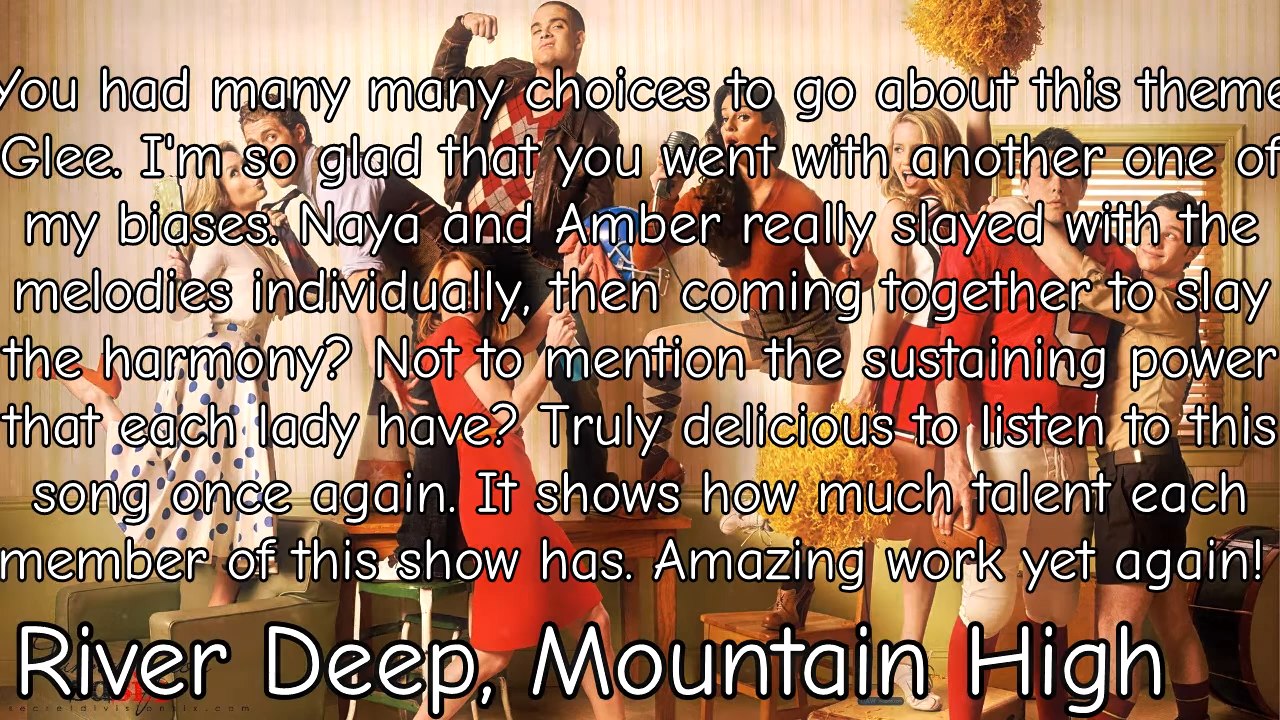 You had many many choices to go about this theme
Glee. I'm so glad that you went with another one of
my biases. Naya and Amber really slayed with the
melodies individually, then coming together to slay
the harmony? Not to mention the sustaining power
that each lady have? Truly delicious to listen to this
song once again. It shows how much talent each
member of this show has. Amazing work yet again!
River Deep, Mountain High
secretdivisionsix.com